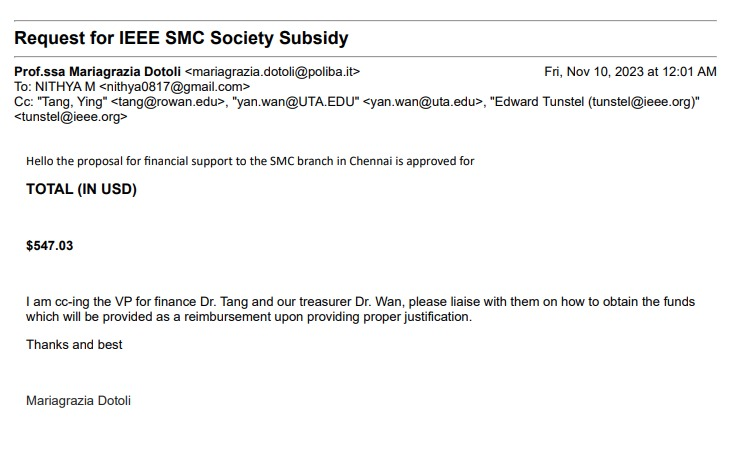 Request for IEEE SMC Society Subsidy
Prof.ssa Mariagrazia Dotoli <mariagrazia.dotoli@poliba.it> Fri, Nov 10, 2023 at 12:01 AM
To: NITHYA M <nithya0817@gmail.com>
Cc: "Tang, Ying" <tang@rowan.edu>, "yan.wan@UTA.EDU" <yan.wan@uta.edu>, "Edward Tunstel (tunstel@ieee.org)"
<tunstel@ieee.org>
Hello the proposal for financial support to the SMC branch in Chennai is approved for
TOTAL (IN USD)
$547.03
I am cc-ing the VP for finance Dr. Tang and our treasurer Dr. Wan, please liaise with them on how to obtain the funds
which will be provided as a reimbursement upon providing proper justification.
Thanks and best
Mariagrazia Dotoli